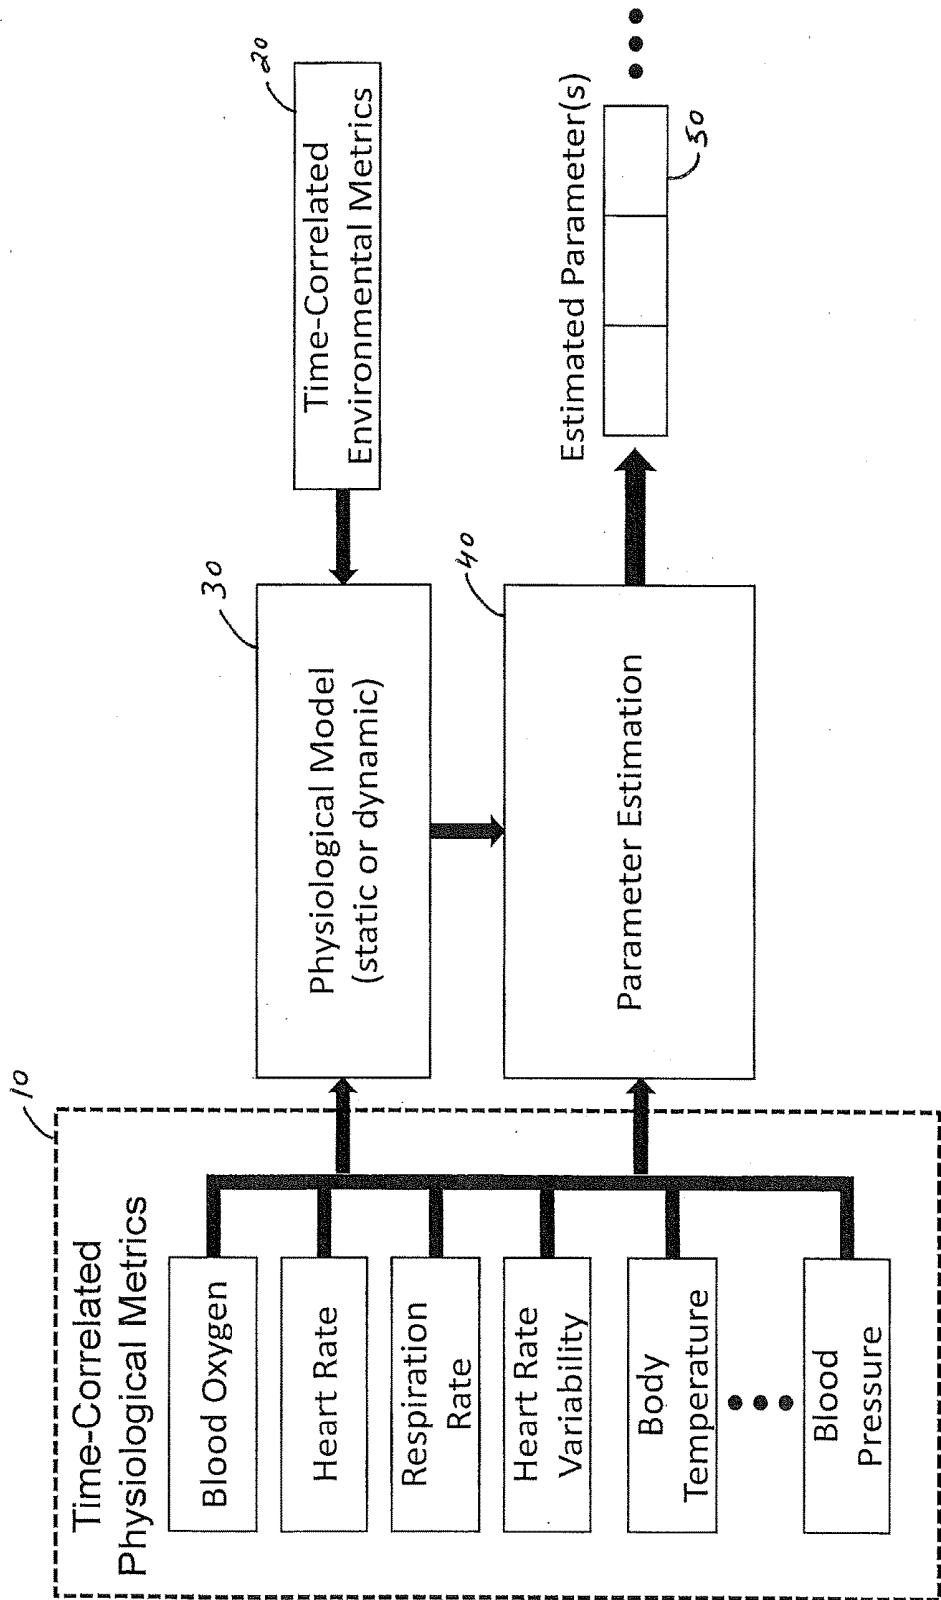 10
Time-Correlated
Physiological Metrics
Blood Oxygen
Heart Rate
Respiration
Rate
Heart Rate
Variability
Body
Temperature
Blood
Pressure
30
Physiological Model
(static or dynamic)
40
Parameter Estimation
20
Time-Correlated
Environmental Metrics
Estimated Parameter(s)
50